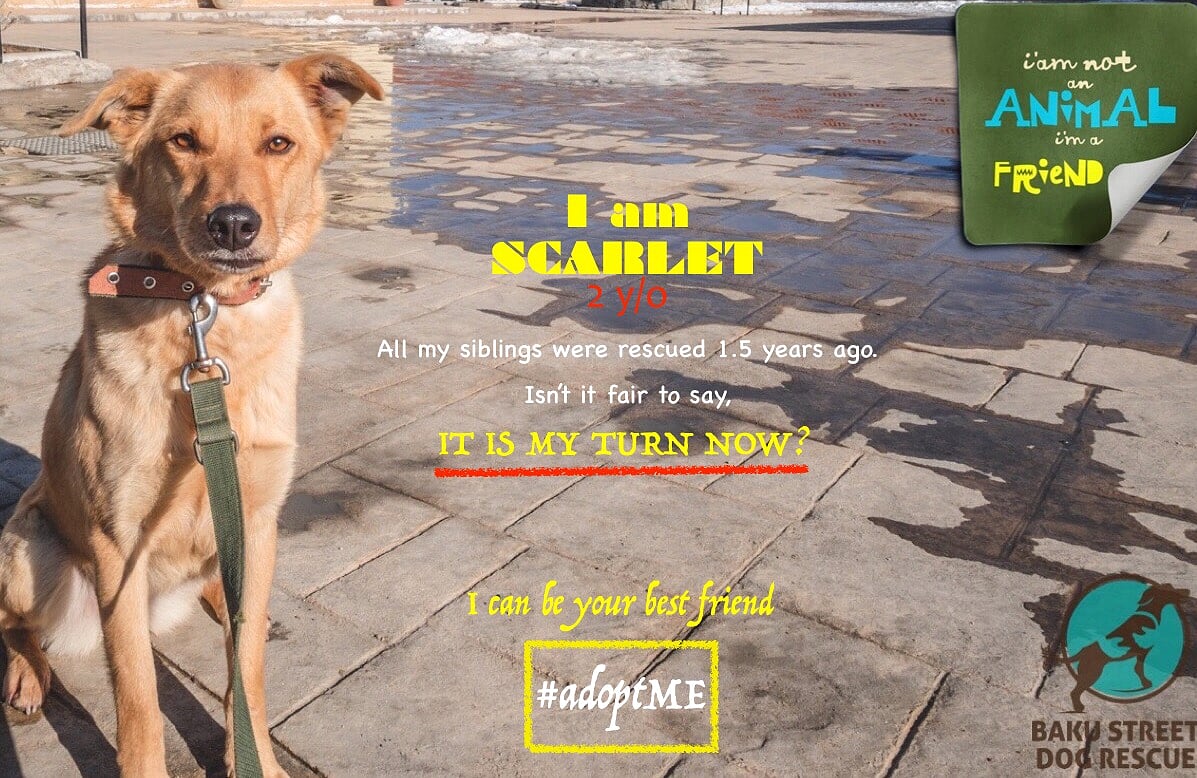 i'am not
an
ANiMAL
i'm a
FRieND
I am
SCARLET
2 y/o
All my siblings were rescued 1.5 years ago.
Isn't it fair to say,
IT IS MY TURN NOW?
I can be your best friend
#adoptME
BAKU STREET
DOG RESCUE